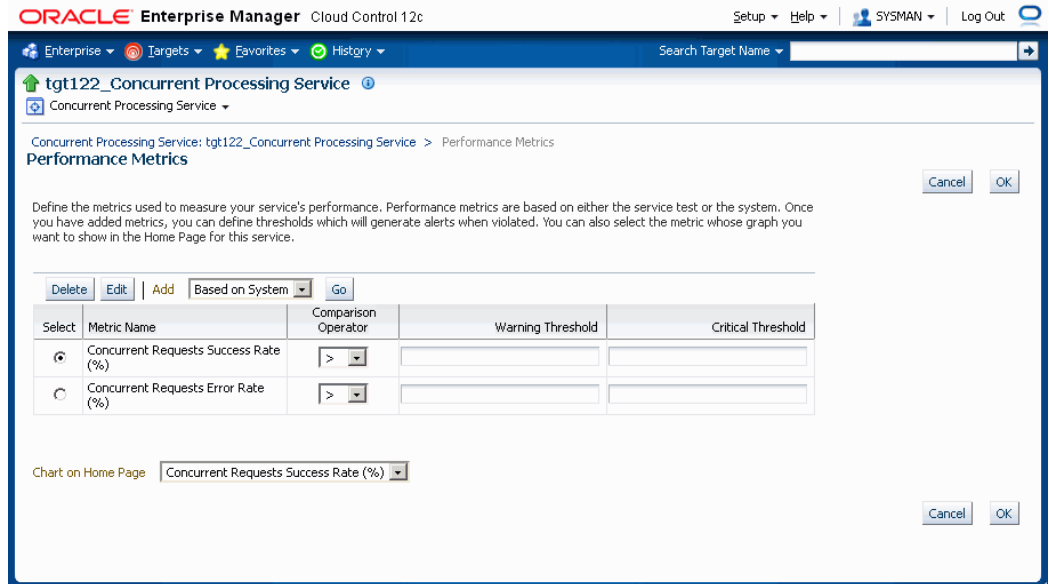 ORACLE Enterprise Manager Cloud Control 12c
Setup Help SYSMAN Log Out
Enterprise Targets Favorites History Search Target Name
tgt122_Concurrent Processing Service
Concurrent Processing Service
Concurrent Processing Service: tgt122_Concurrent Processing Service > Performance Metrics
Performance Metrics
Cancel OK
Define the metrics used to measure your service's performance. Performance metrics are based on either the service test or the system. Once
you have added metrics, you can define thresholds which will generate alerts when violated. You can also select the metric whose graph you
want to show in the Home Page for this service.
Delete Edit | Add Based on System Go
Select Metric Name Comparison Operator Warning Threshold Critical Threshold
Concurrent Requests Success Rate
(%)
>
Concurrent Requests Error Rate
(%)
>
Chart on Home Page Concurrent Requests Success Rate (%)
Cancel OK